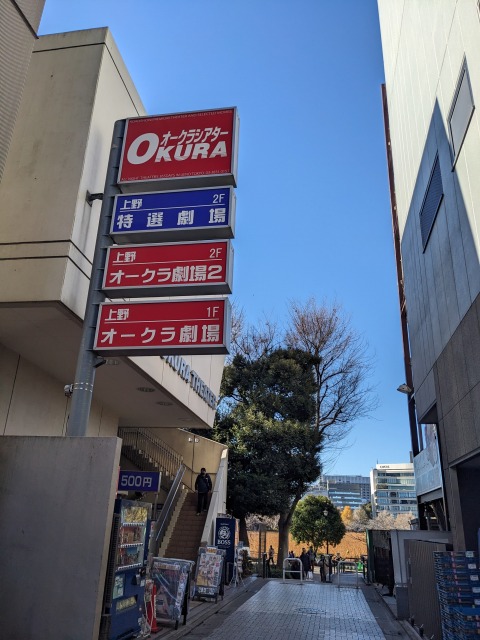 オークラシアター
OKURA
上野 2F
特選劇場
上野 2F
オークラ劇場2
上野 1F
オークラ劇場
500円
BOSS